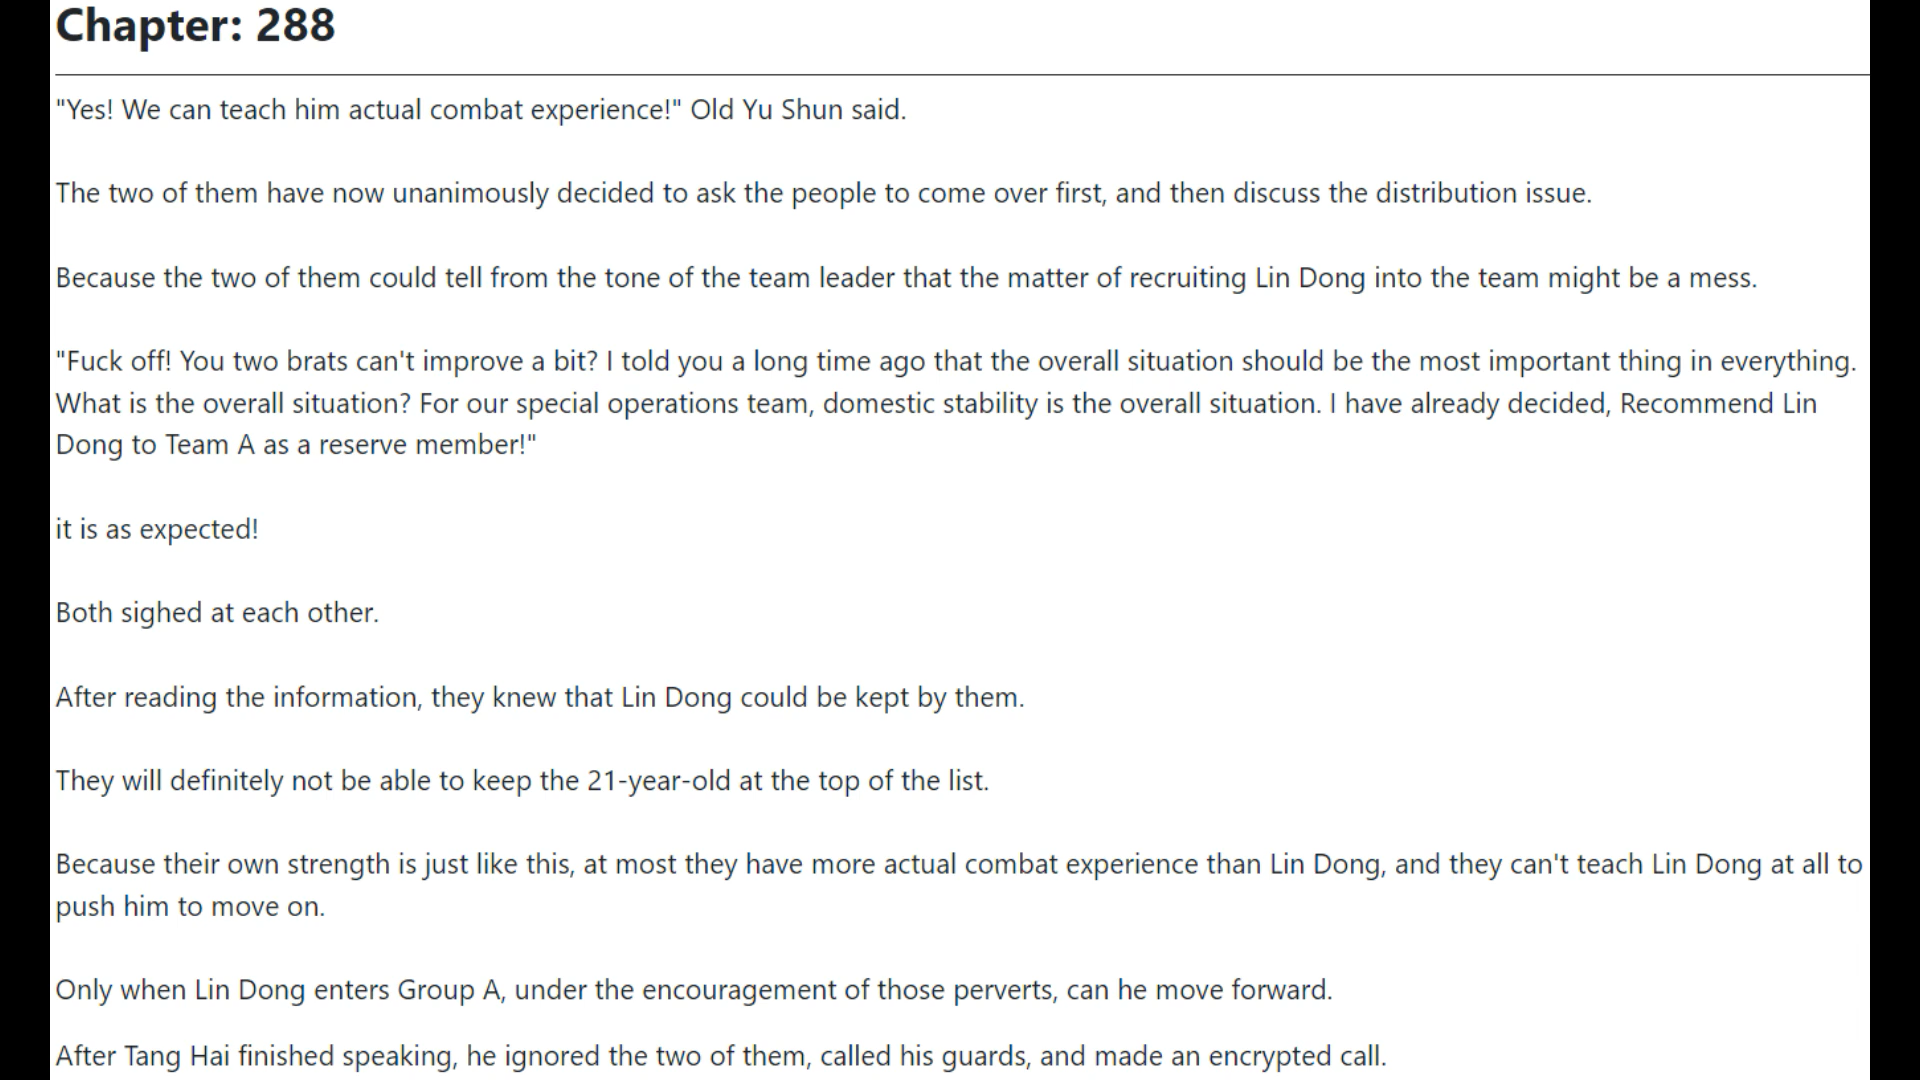 Chapter: 288
"Yes! We can teach him actual combat experience!" Old Yu Shun said.
The two of them have now unanimously decided to ask the people to come over first, and then discuss the distribution issue.
Because the two of them could tell from the tone of the team leader that the matter of recruiting Lin Dong into the team might be a mess.
"Fuck off! You two brats can't improve a bit? I told you a long time ago that the overall situation should be the most important thing in everything.
What is the overall situation? For our special operations team, domestic stability is the overall situation. I have already decided, Recommend Lin
Dong to Team A as a reserve member!"
it is as expected!
Both sighed at each other.
After reading the information, they knew that Lin Dong could be kept by them.
They will definitely not be able to keep the 21-year-old at the top of the list.
Because their own strength is just like this, at most they have more actual combat experience than Lin Dong, and they can't teach Lin Dong at all to
push him to move on.
Only when Lin Dong enters Group A, under the encouragement of those perverts, can he move forward.
After Tang Hai finished speaking, he ignored the two of them, called his guards, and made an encrypted call.